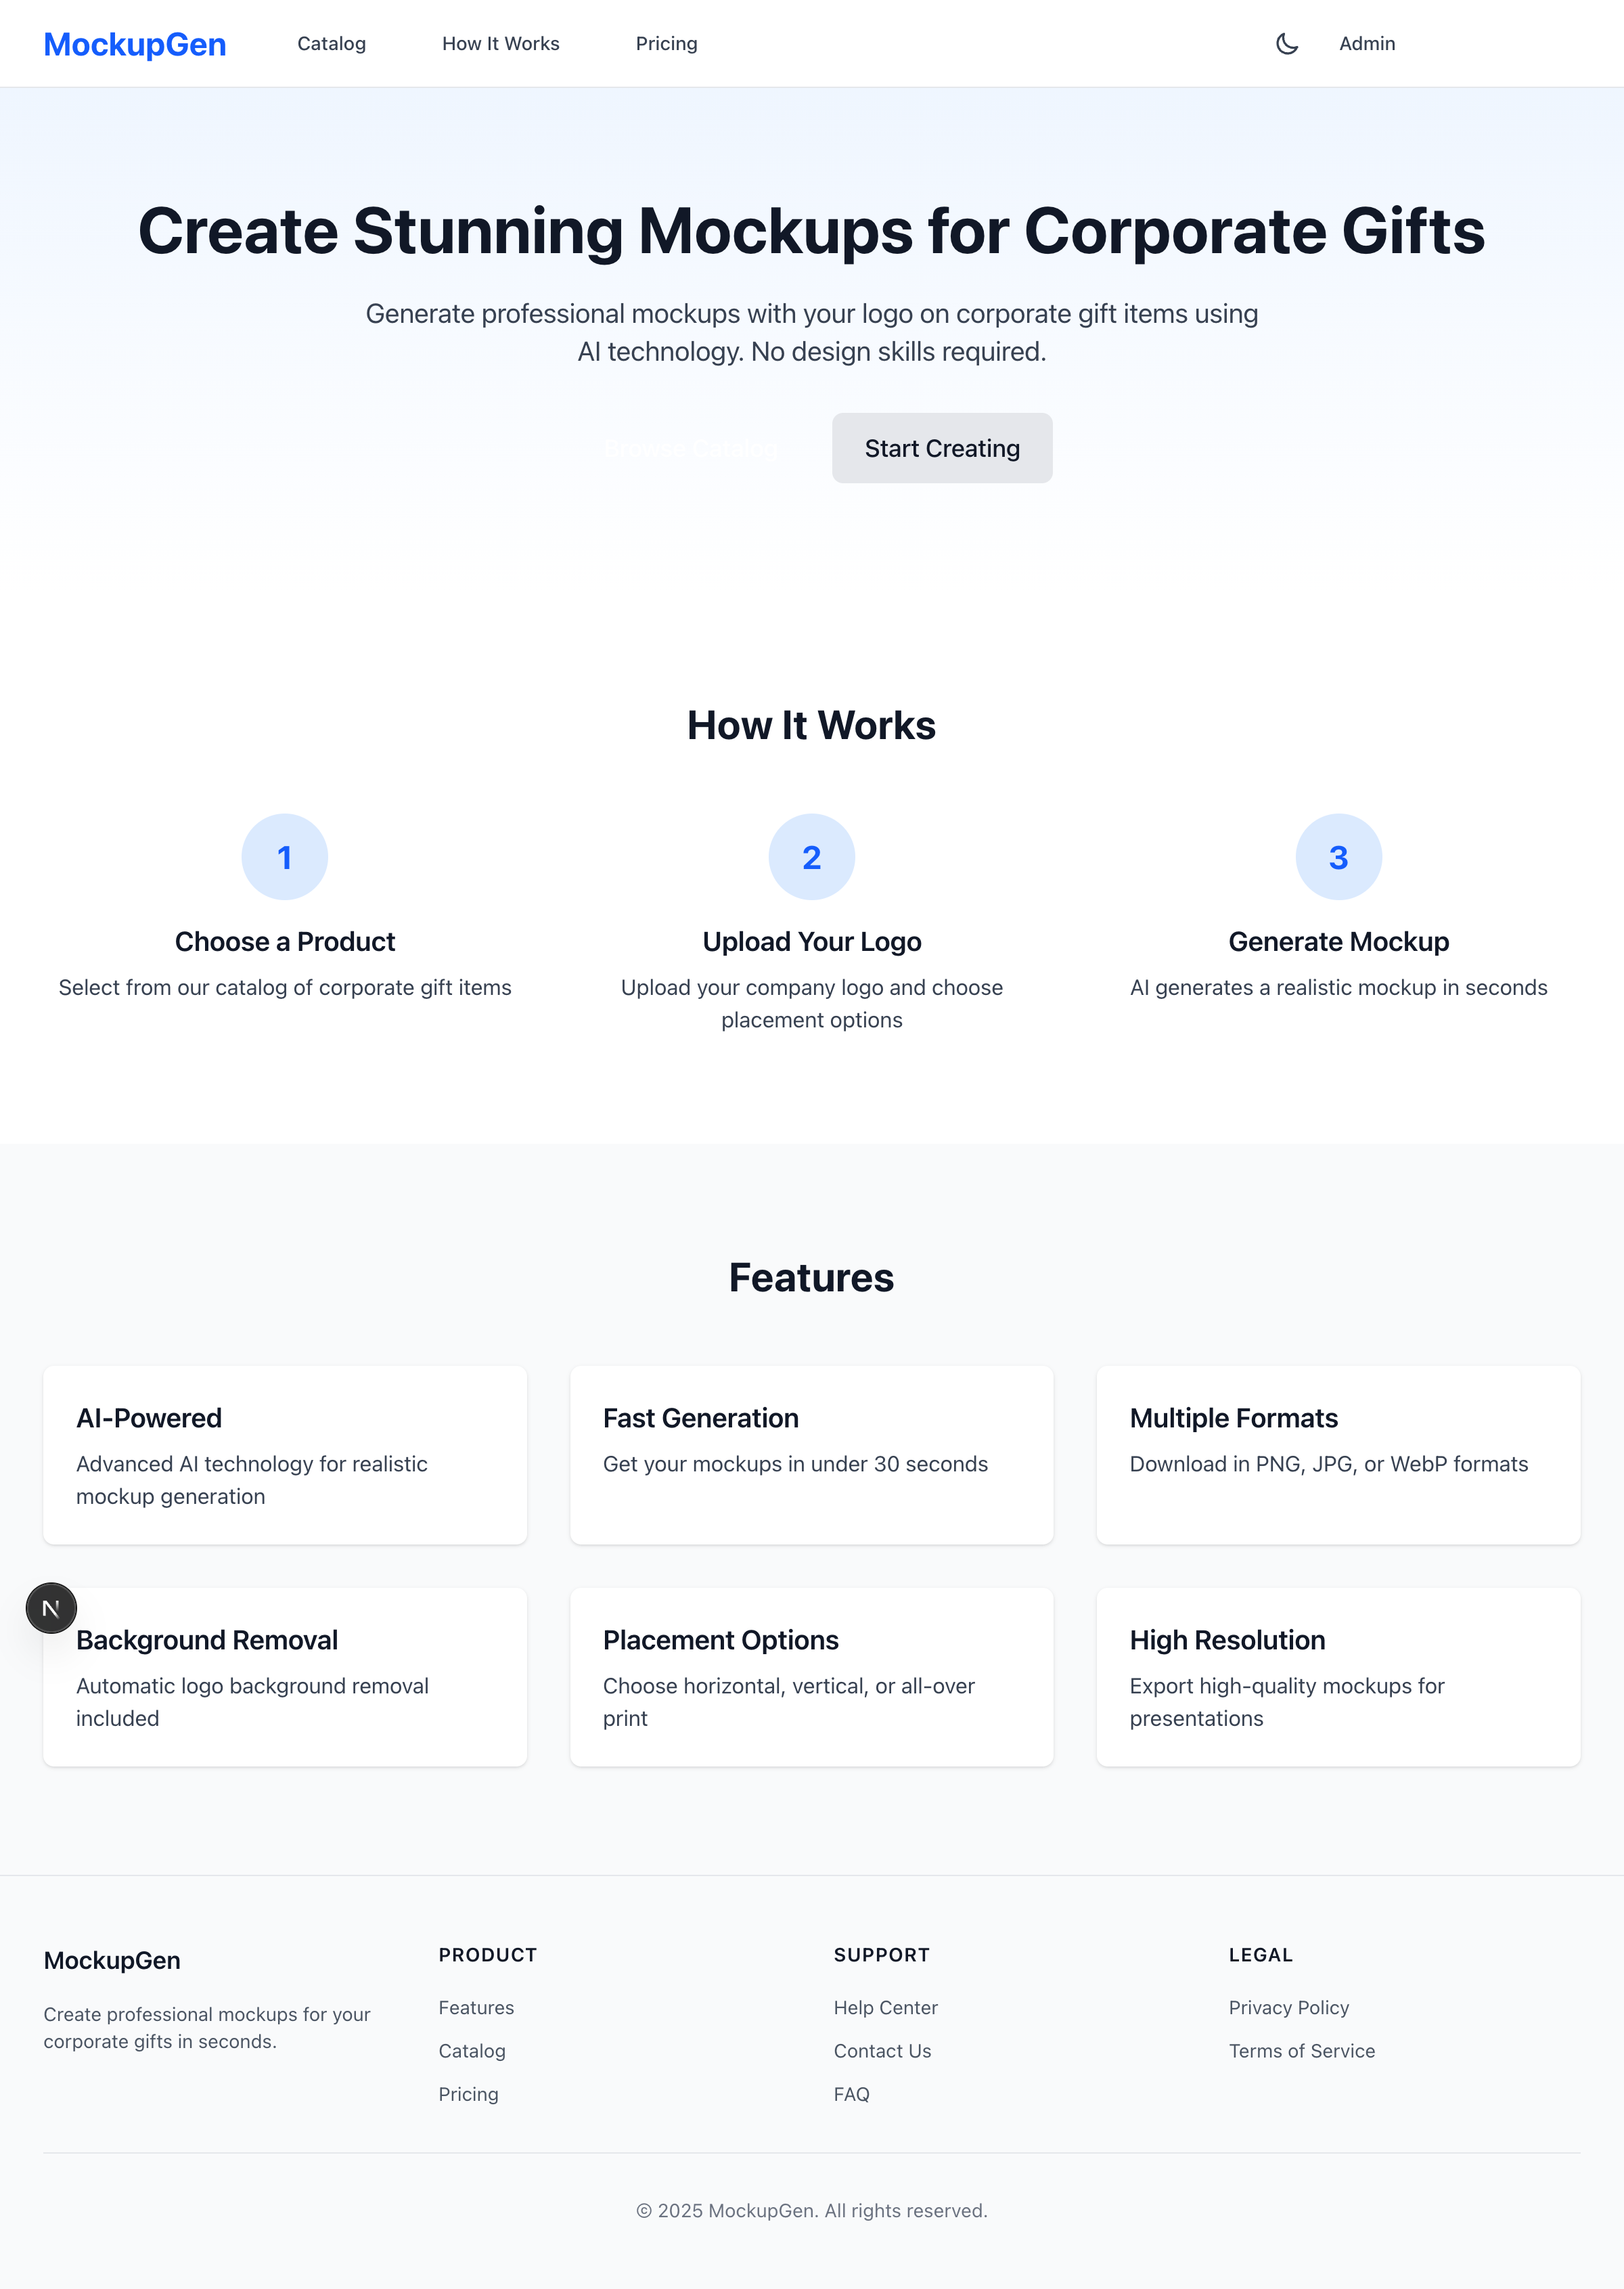 MockupGen
Catalog
How It Works
Pricing
Admin
Create Stunning Mockups for Corporate Gifts
Generate professional mockups with your logo on corporate gift items using
AI technology. No design skills required.
Browse Catalog
Start Creating
How It Works
1
2
3
Choose a Product
Upload Your Logo
Generate Mockup
Select from our catalog of corporate gift items
Upload your company logo and choose
placement options
AI generates a realistic mockup in seconds
Features
AI-Powered
Advanced AI technology for realistic
mockup generation
Fast Generation
Get your mockups in under 30 seconds
Multiple Formats
Download in PNG, JPG, or WebP formats
N
Background Removal
Automatic logo background removal
included
Placement Options
Choose horizontal, vertical, or all-over
print
High Resolution
Export high-quality mockups for
presentations
MockupGen
Create professional mockups for your
corporate gifts in seconds.
PRODUCT
Features
Catalog
Pricing
SUPPORT
Help Center
Contact Us
FAQ
LEGAL
Privacy Policy
Terms of Service
© 2025 MockupGen. All rights reserved.